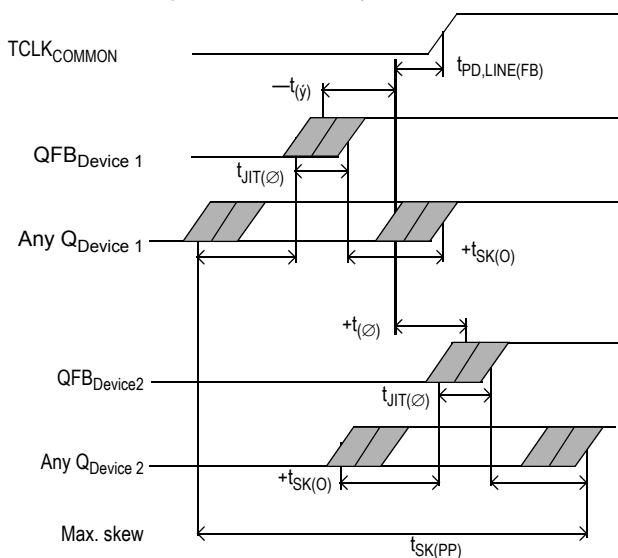 TCLKCOMMON
tPD,LINE(FB)
—t(ý)
QFBDevice 1
tJIT(∅)
Any QDevice 1
+tSK(O)
+t(∅)
QFBDevice2
tJIT(∅)
Any QDevice 2
+tSK(O)
Max. skew
tSK(PP)